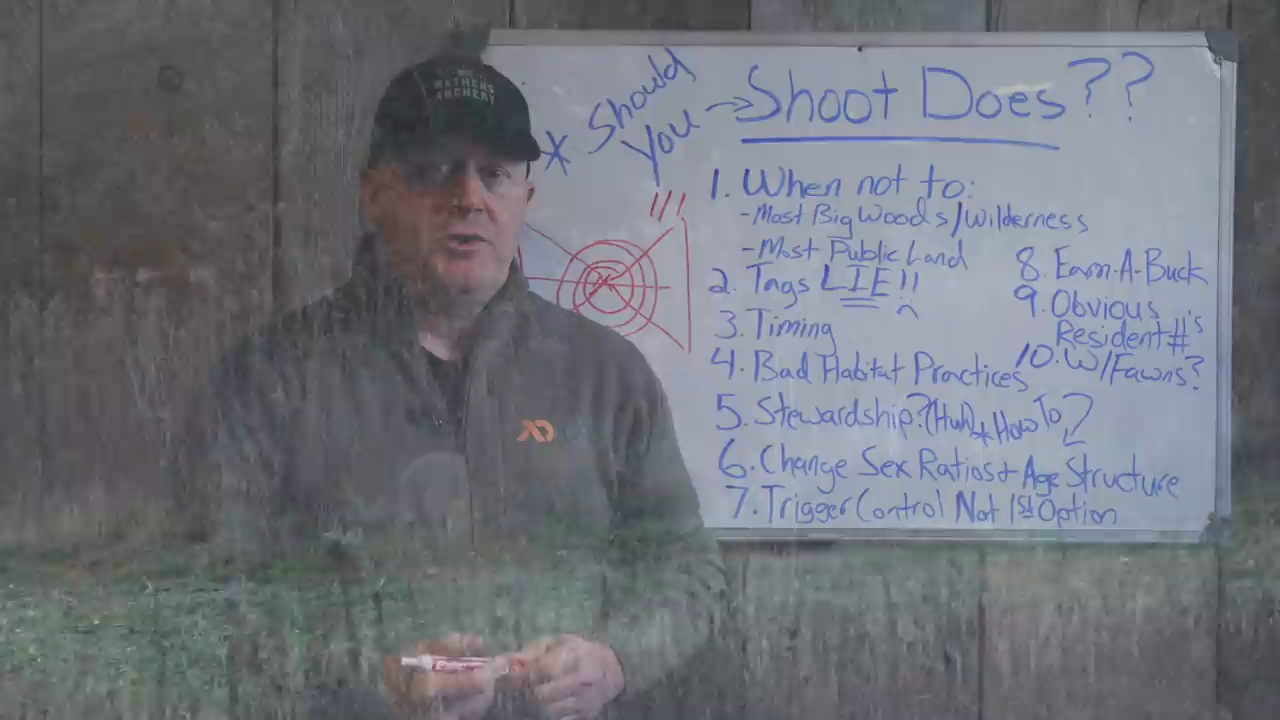 MATHEWS
ARCHERY
* Should
You → Shoot Does??
!!!
1. When not to:
-Most Big Woods/Wilderness
-Most Public Land
2. Tags LIE!!
3. Timing
4. Bad Habitat Practices
5. Stewardship? (Huh) * How To?
6. Change Sex Ratios + Age Structure
7. Trigger Control Not 1st Option
8. Earn-A-Buck
9. Obvious
Resident #'s
10. W/Fawns?